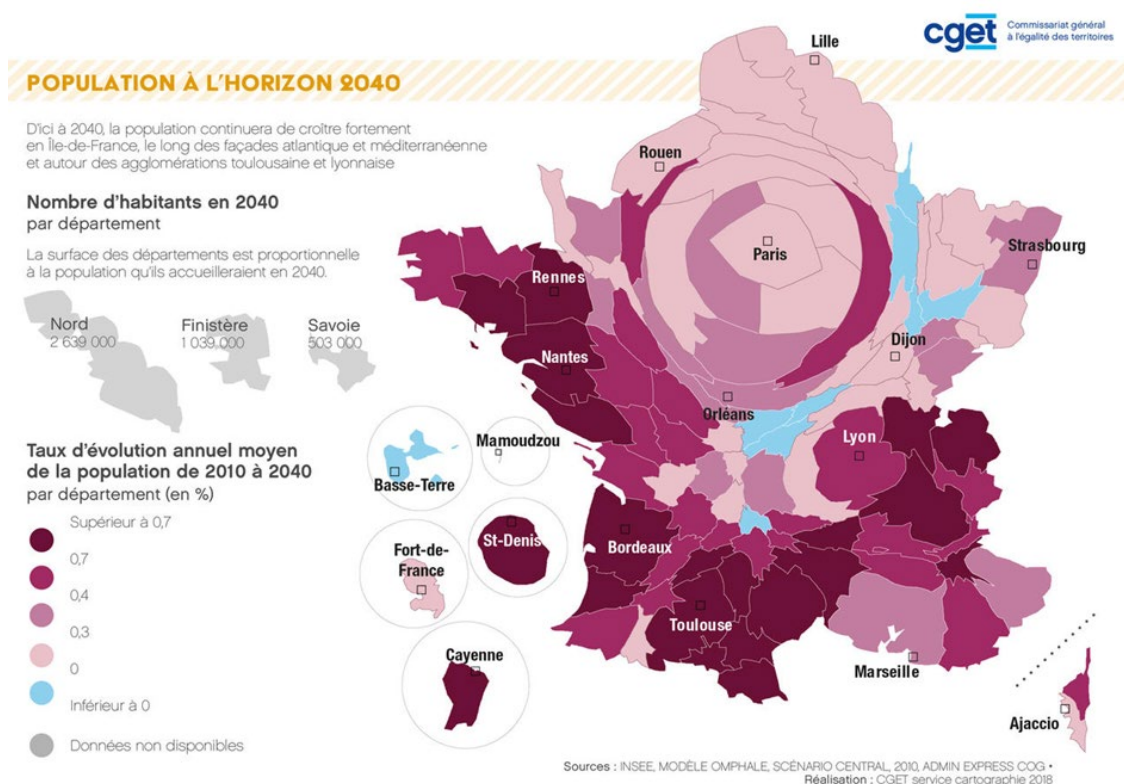 cget
Commissariat général
à l'égalité des territoires
POPULATION À L'HORIZON 2040
D'ici à 2040, la population continuera de croître fortement
en Île-de-France, le long des façades atlantique et méditerranéenne
et autour des agglomérations toulousaine et lyonnaise
Nombre d'habitants en 2040
par département
La surface des départements est proportionnelle
à la population qu'ils accueilleraient en 2040.
Nord
2 639 000
Finistère
1 039 000
Savoie
503 000
Taux d'évolution annuel moyen
de la population de 2010 à 2040
par département (en %)
Supérieur à 0,7
0,7
0,4
0,3
0
Inférieur à 0
Données non disponibles
Lille
Rouen
Paris
Strasbourg
Rennes
Nantes
Dijon
Orléans
Lyon
Bordeaux
Toulouse
Marseille
Ajaccio
Basse-Terre
Mamoudzou
Fort-de-
France
St-Denis
Cayenne
Sources : INSEE, MODÈLE OMPHALE, SCÉNARIO CENTRAL, 2010, ADMIN EXPRESS COG •
Réalisation : CGET service cartographie 2018